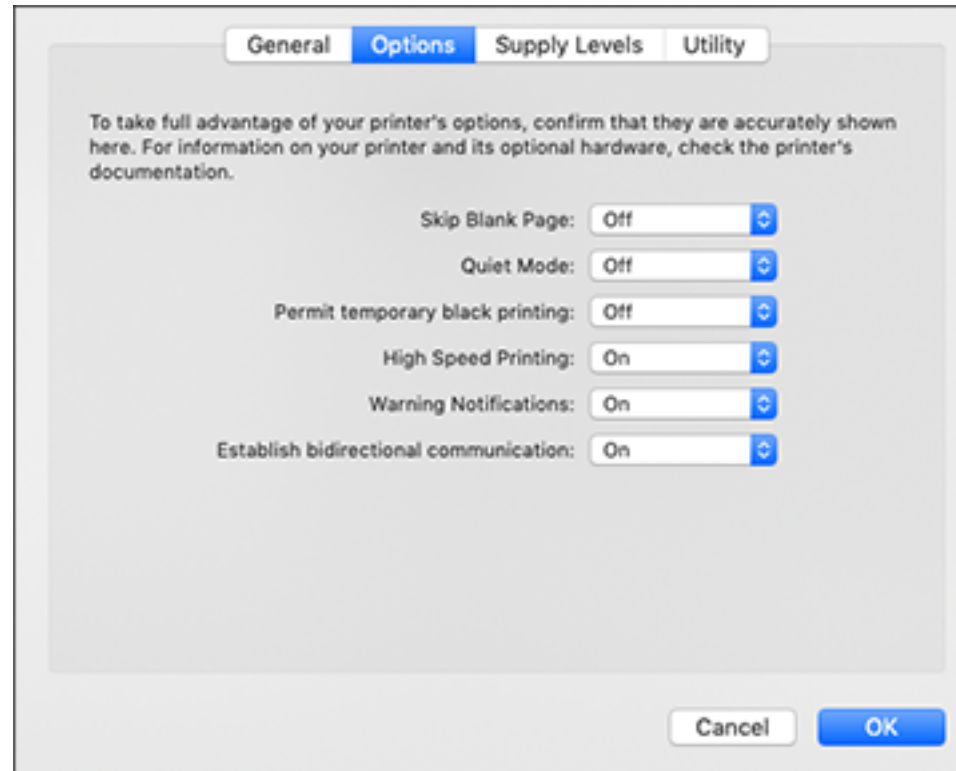 General Options Supply Levels Utility
To take full advantage of your printer's options, confirm that they are accurately shown
here. For information on your printer and its optional hardware, check the printer's
documentation.
Skip Blank Page: Off
Quiet Mode: Off
Permit temporary black printing: Off
High Speed Printing: On
Warning Notifications: On
Establish bidirectional communication: On
Cancel OK